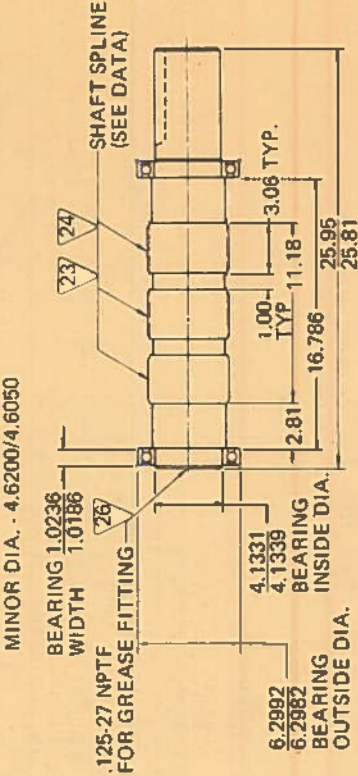 MINOR DIA. - 4.6200/4.6050
BEARING 1.0236
WIDTH 1.0186
.125-27 NPTF
FOR GREASE FITTING
26
23
24
SHAFT SPLINE
(SEE DATA)
1.00
TYP
3.06 TYP.
11.18
2.81
16.786
25.95
25.81
4.1331
4.1339
BEARING
INSIDE DIA.
6.2992
6.2982
BEARING
OUTSIDE DIA.